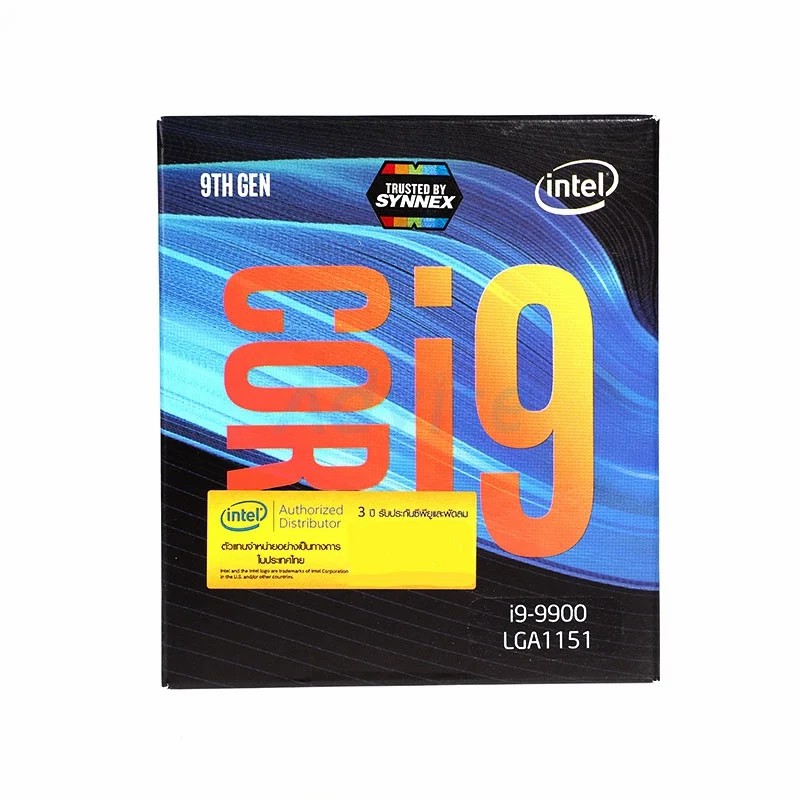 9TH GEN
TRUSTED BY
SYNNEX
intel
COR
i9
intel
Authorized
Distributor
3 ปี รับประกันซีพียูและพัดลม
ตัวแทนจำหน่ายอย่างเป็นทางการ
ในประเทศไทย
Intel and the Intel logo are trademarks of Intel Corporation
in the U.S. and/or other countries.
i9-9900
LGA1151